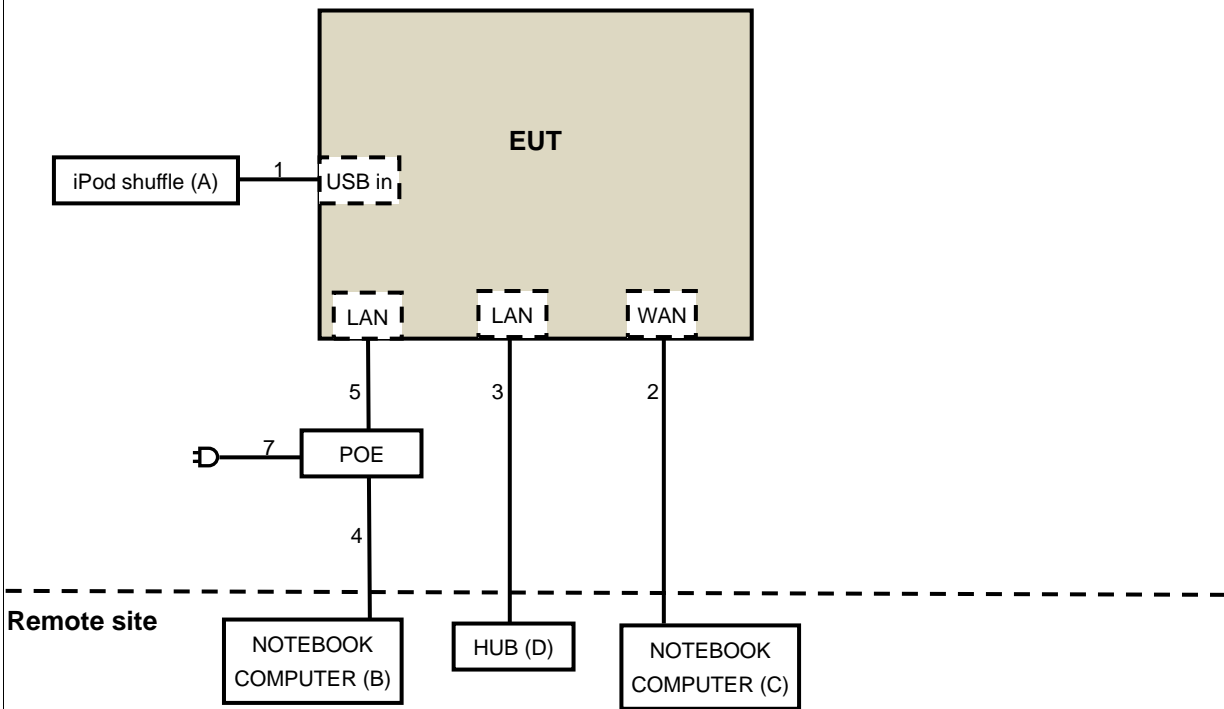 EUT
iPod shuffle (A)
1
USB in
LAN
LAN
WAN
5
3
2
7
POE
4
Remote site
NOTEBOOK
COMPUTER (B)
HUB (D)
NOTEBOOK
COMPUTER (C)